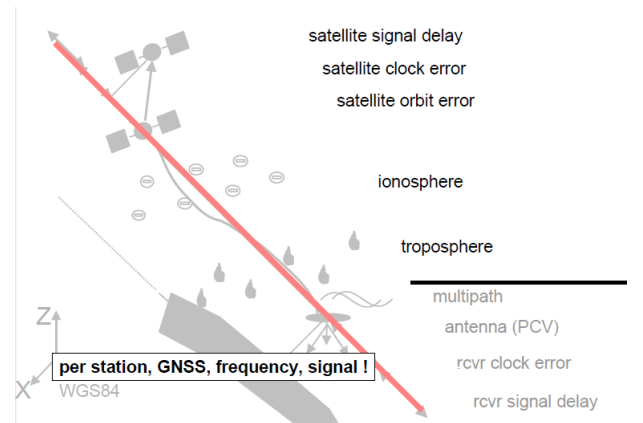 satellite signal delay
satellite clock error
satellite orbit error
ionosphere
troposphere
multipath
antenna (PCV)
rcvr clock error
rcvr signal delay
Z
per station, GNSS, frequency, signal !
X
WGS84